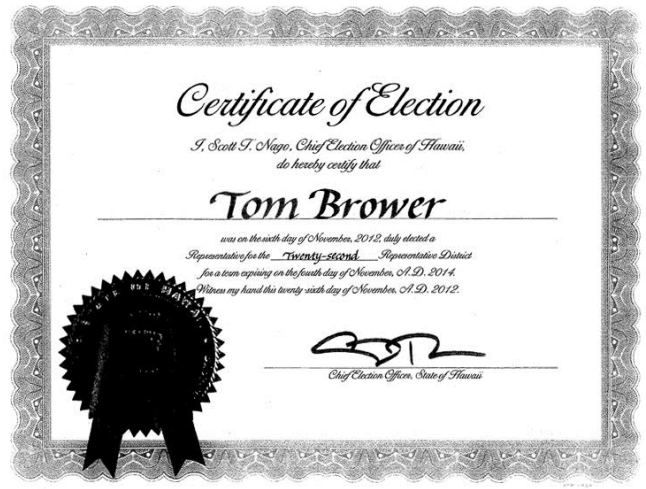 Certificate of Election
I, Scott T. Nago, Chief Election Officer of Hawaii,
do hereby certify that
Tom Brower
was on the sixth day of November, 2012, duly elected a
Representative for the Twenty-second Representative District
for a term expiring on the fourth day of November, A.D. 2014.
Witness my hand this twenty-sixth day of November, A.D. 2012.
Chief Election Officer, State of Hawaii
STATE OF HAWAII